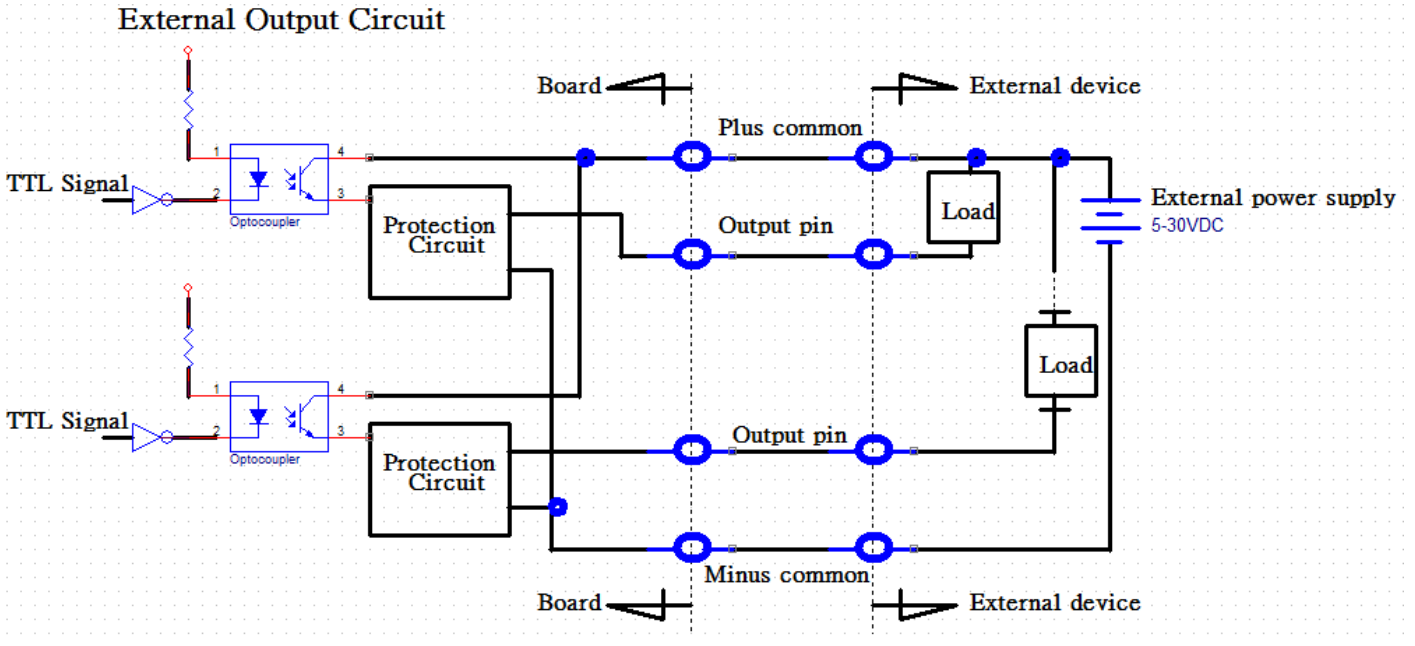 External Output Circuit
Board
External device
Plus common
1
4
TTL Signal
2
3
Optocoupler
Protection
Circuit
Output pin
Load
External power supply
5-30VDC
Load
1
4
TTL Signal
2
3
Optocoupler
Protection
Circuit
Output pin
Minus common
Board
External device